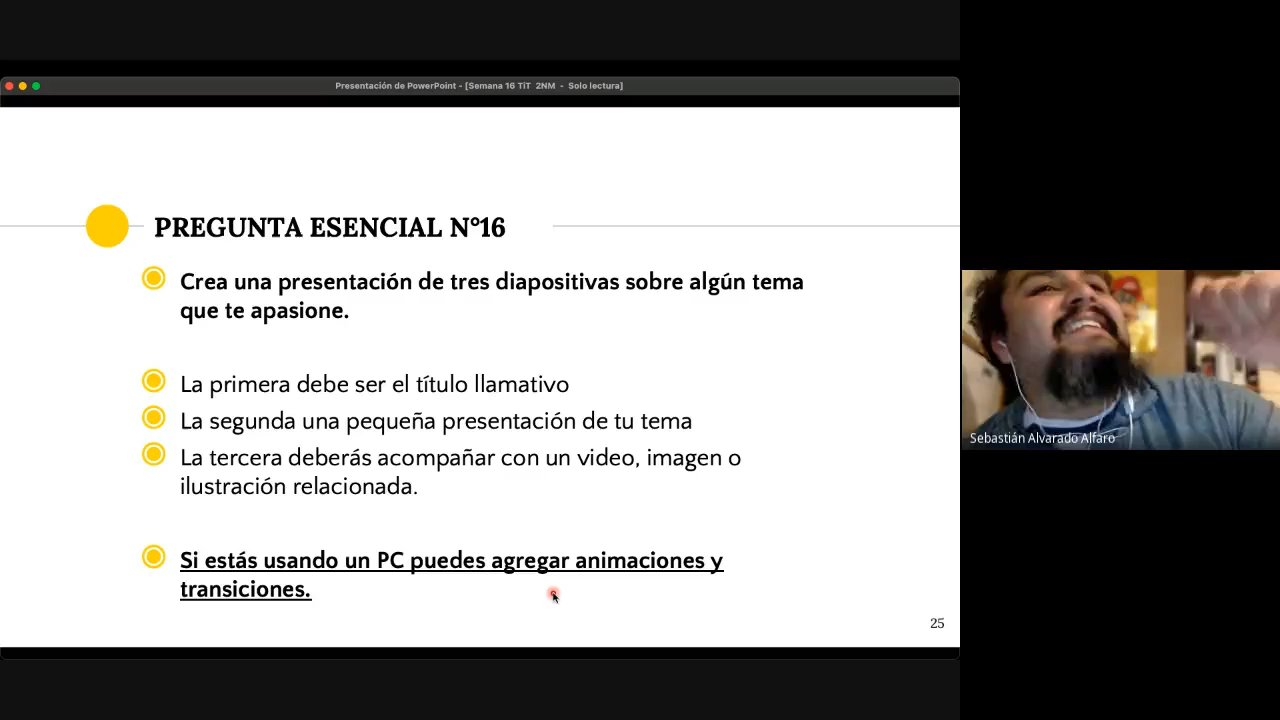 Presentación de PowerPoint - [Semana 16 TiT 2NM - Solo lectura]
PREGUNTA ESENCIAL N°16
Crea una presentación de tres diapositivas sobre algún tema
que te apasione.
La primera debe ser el título llamativo
La segunda una pequeña presentación de tu tema
La tercera deberás acompañar con un video, imagen o
ilustración relacionada.
Si estás usando un PC puedes agregar animaciones y
transiciones.
25
Sebastián Alvarado Alfaro